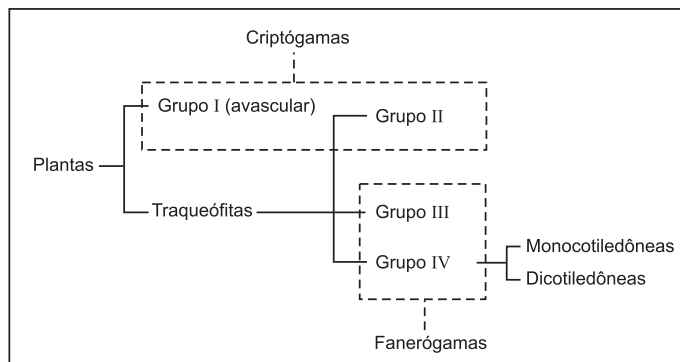 Criptógamas
Grupo I (avascular)
Grupo II
Plantas
Traqueófitas
Grupo III
Grupo IV
Monocotiledôneas
Dicotiledôneas
Fanerógamas